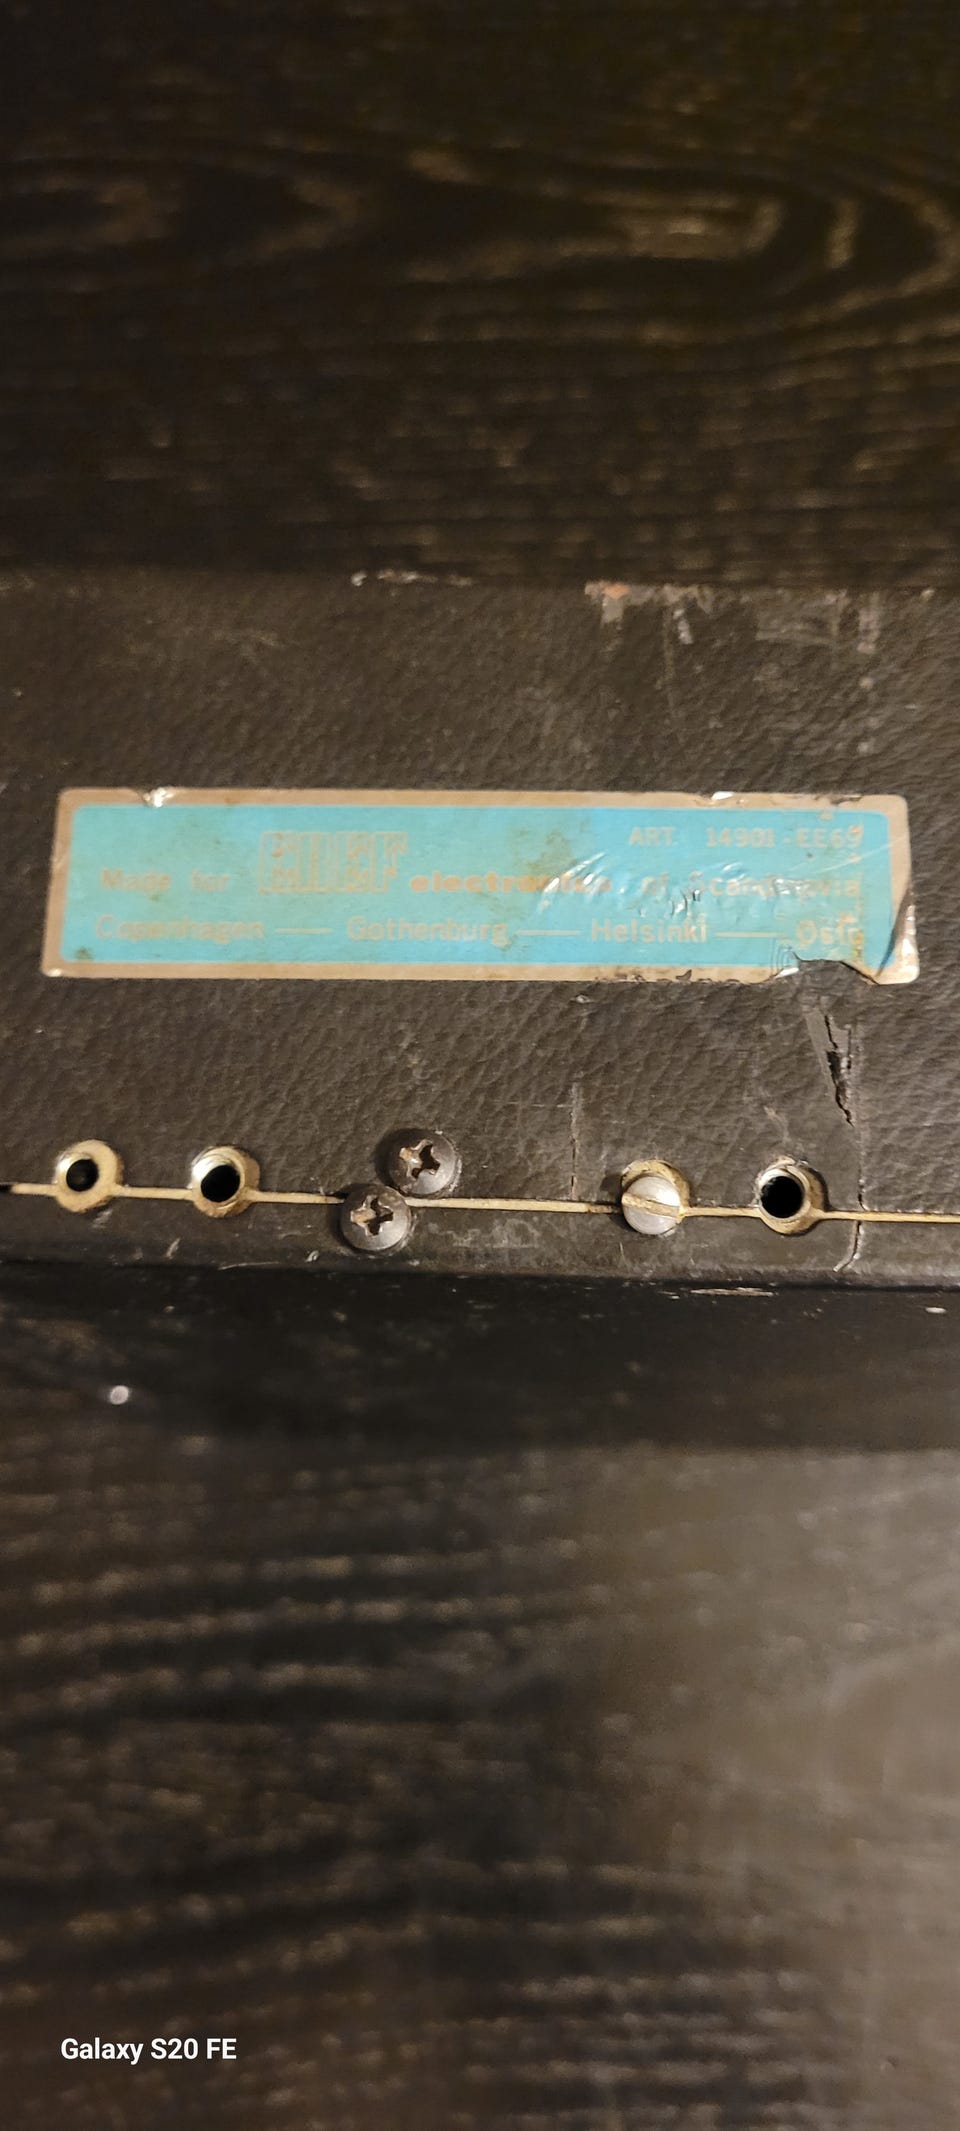 ART. 14901-EE69
Made for electronics of Scandinavia
Copenhagen — Gothenburg — Helsinki — Oslo
Galaxy S20 FE